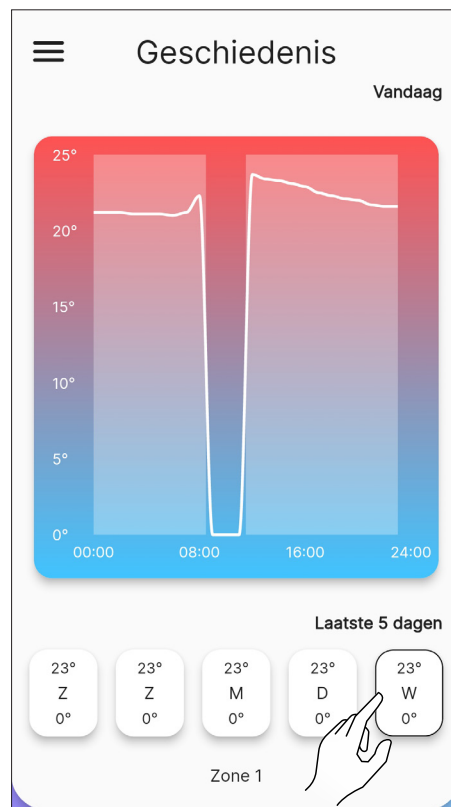 Geschiedenis
Vandaag
25°
20°
15°
10°
5°
0°
00:00 08:00 16:00 24:00
Laatste 5 dagen
23° 23° 23° 23° 23°
Z Z M D W
0° 0° 0° 0° 0°
Zone 1